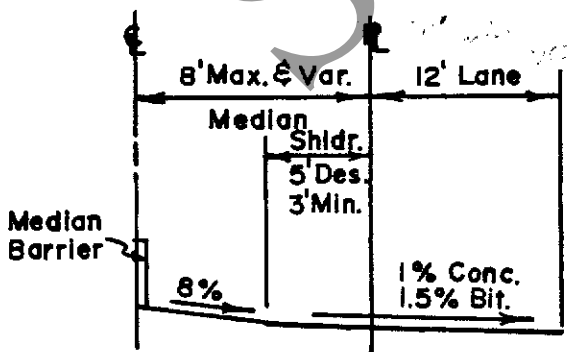 ℄
8' Max. & Var.
12' Lane
Median
Shldr.
5' Des.
3' Min.
Median
Barrier
8%
1% Conc.
1.5% Bit.